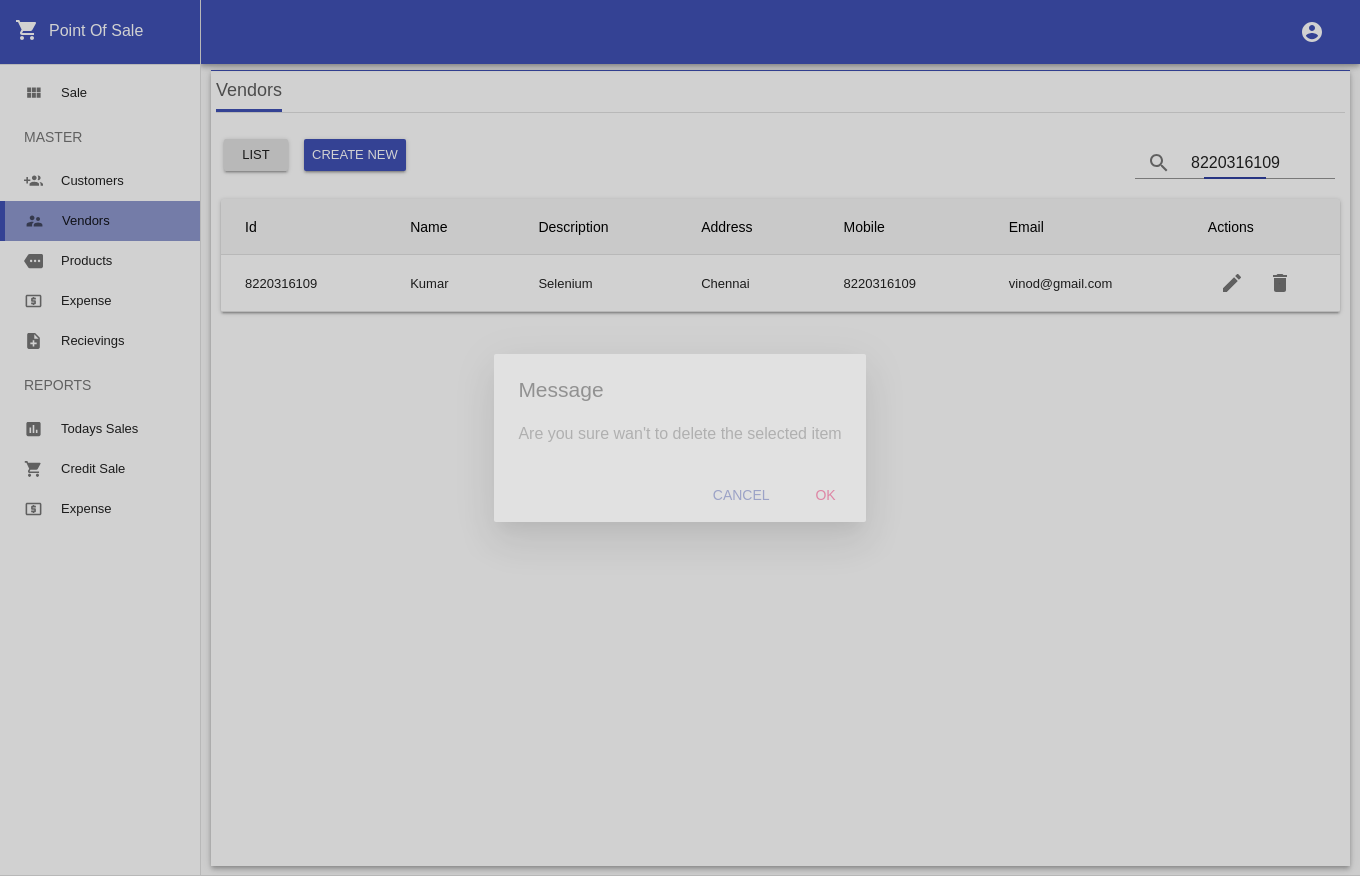 Point Of Sale
Sale
MASTER
Customers
Vendors
Products
Expense
Recievings
REPORTS
Todays Sales
Credit Sale
Expense
Vendors
LIST CREATE NEW
8220316109
Id Name Description Address Mobile Email Actions
8220316109 Kumar Selenium Chennai 8220316109 vinod@gmail.com
Message
Are you sure wan't to delete the selected item
CANCEL OK